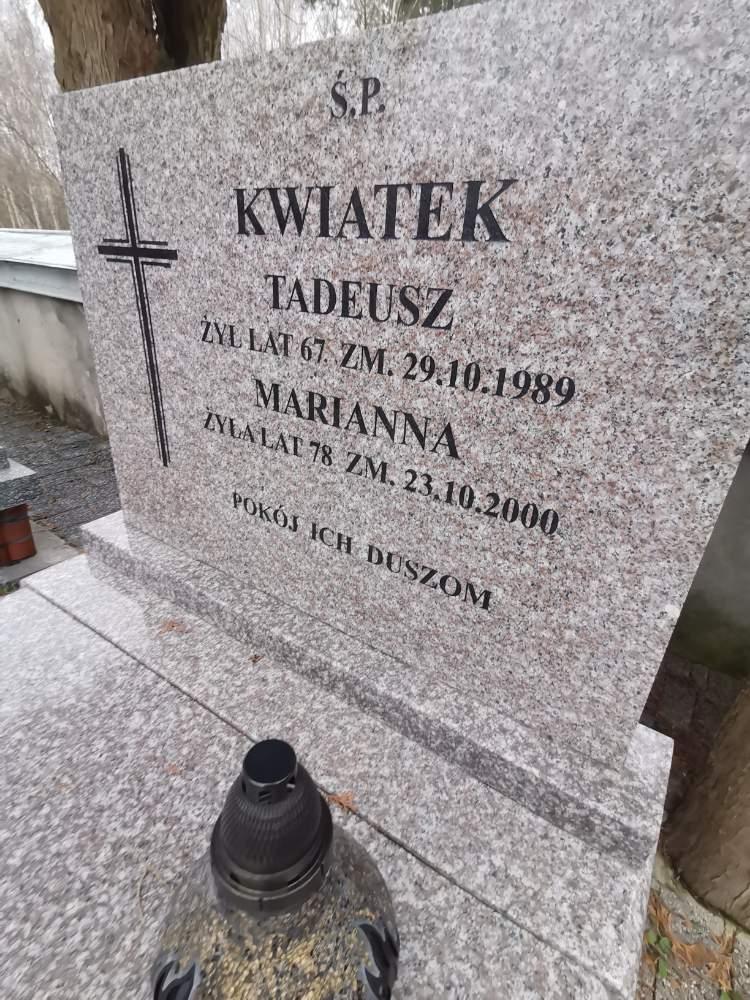 Ś.P.
KWIATEK
TADEUSZ
ŻYŁ LAT 67 ZM. 29.10.1989
MARIANNA
ŻYŁA LAT 78 ZM. 23.10.2000
POKÓJ ICH DUSZOM